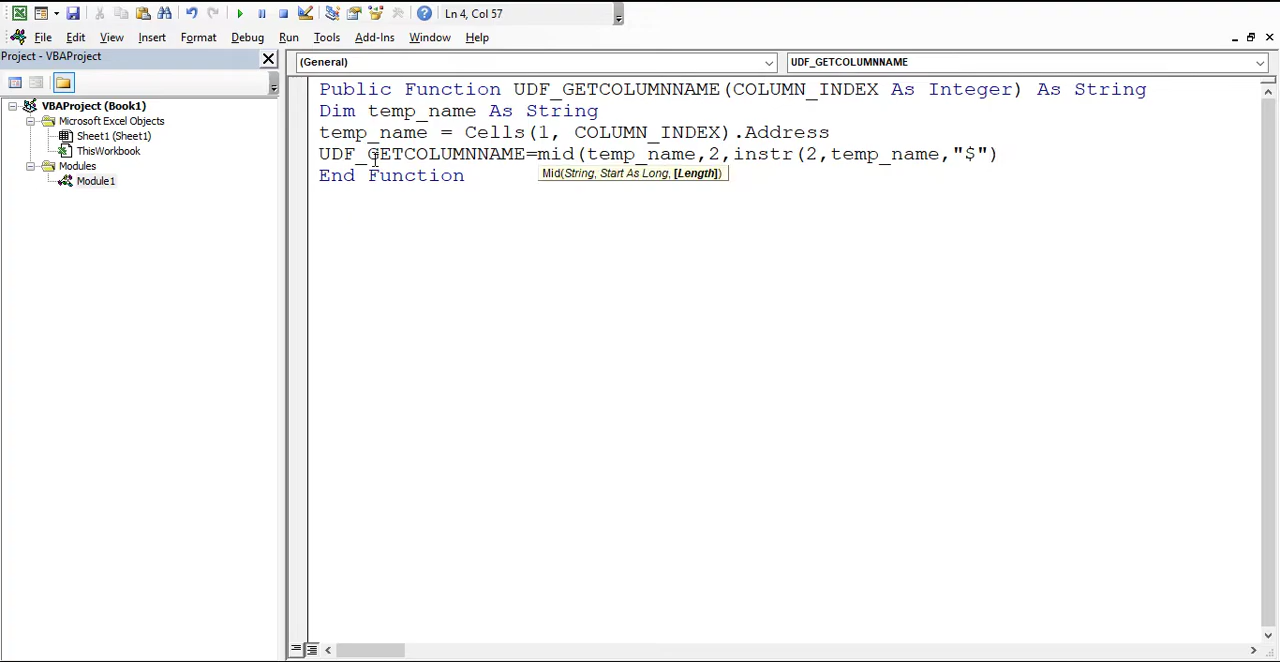 Ln 4, Col 57
File Edit View Insert Format Debug Run Tools Add-Ins Window Help
Project - VBAProject
(General)
UDF_GETCOLUMNNAME
VBAProject (Book1)
Microsoft Excel Objects
Sheet1 (Sheet1)
ThisWorkbook
Modules
Module1
Public Function UDF_GETCOLUMNNAME(COLUMN_INDEX As Integer) As String
Dim temp_name As String
temp_name = Cells(1, COLUMN_INDEX).Address
UDF_GETCOLUMNNAME=mid(temp_name,2,instr(2,temp_name,"$")
End Function
Mid(String, Start As Long, [Length])